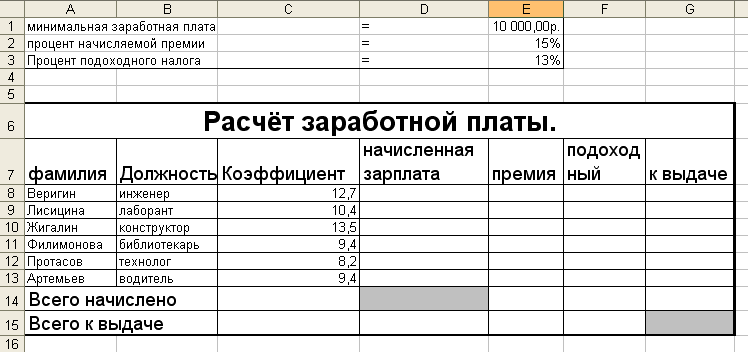 A B C D E F G
1 минимальная заработная плата = 10 000,00р.
2 процент начисляемой премии = 15%
3 Процент подоходного налога = 13%
4
5
6 Расчёт заработной платы.
7 фамилия Должность Коэффициент начисленная зарплата премия подоход ный к выдаче
8 Веригин инженер 12,7
9 Лисицина лаборант 10,4
10 Жигалин конструктор 13,5
11 Филимонова библиотекарь 9,4
12 Протасов технолог 8,2
13 Артемьев водитель 9,4
14 Всего начислено
15 Всего к выдаче
16